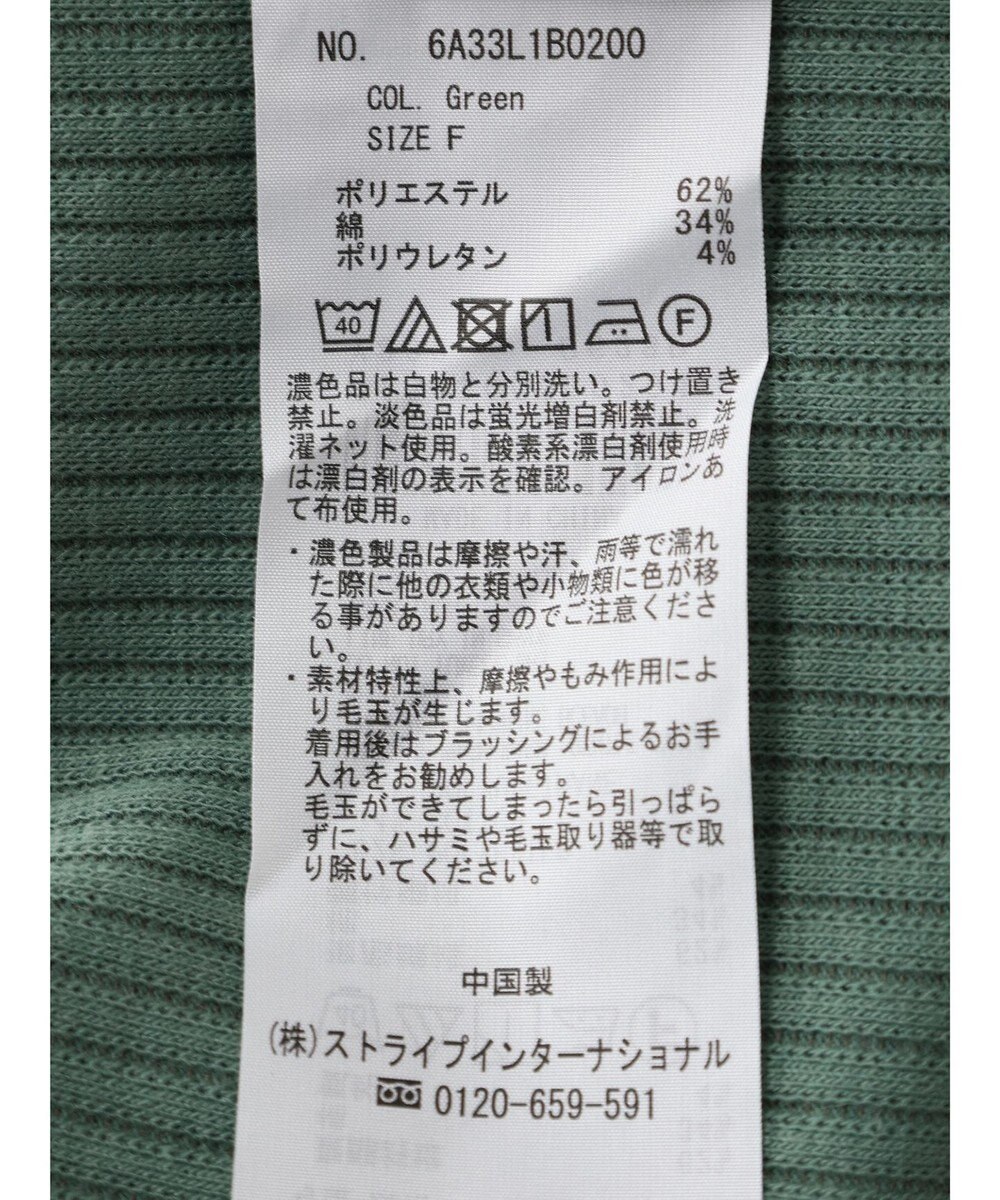 NO. 6A33L1B0200
COL. Green
SIZE F
ポリエステル 62%
綿 34%
ポリウレタン 4%
40 F
濃色品は白物と分別洗い。つけ置き
禁止。淡色品は蛍光増白剤禁止。洗
濯ネット使用。酸素系漂白剤使用時
は漂白剤の表示を確認。アイロンあ
て布使用。
・濃色製品は摩擦や汗、雨等で濡れ
た際に他の衣類や小物類に色が移
る事がありますのでご注意くださ
い。
・素材特性上、摩擦やもみ作用によ
り毛玉が生じます。
着用後はブラッシングによるお手
入れをお勧めします。
毛玉ができてしまったら引っぱら
ずに、ハサミや毛玉取り器等で取
り除いてください。
中国製
(株)ストライプインターナショナル
0120-659-591